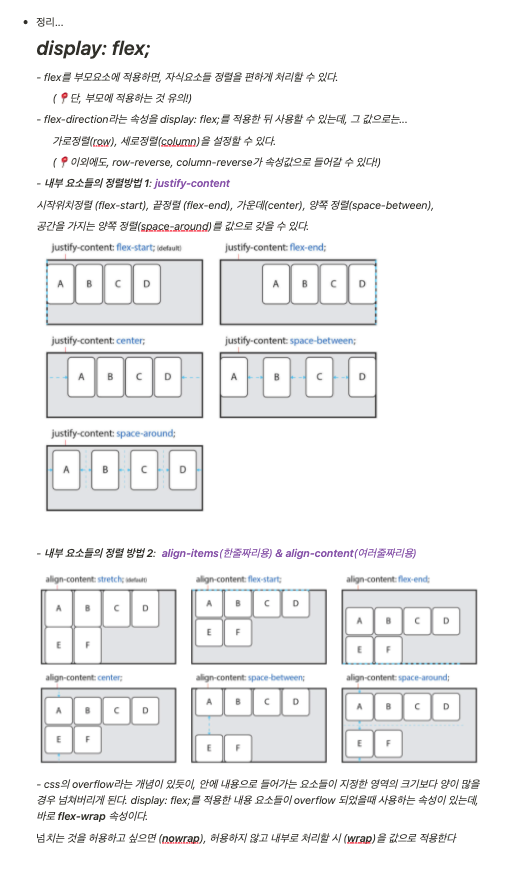 • 정리...
display: flex;
- flex를 부모요소에 적용하면, 자식요소들 정렬을 편하게 처리할 수 있다.
(📍단, 부모에 적용하는 것 유의!)
- flex-direction라는 속성을 display: flex;를 적용한 뒤 사용할 수 있는데, 그 값으로는...
가로정렬(row), 세로정렬(column)을 설정할 수 있다.
(📍이외에도, row-reverse, column-reverse가 속성값으로 들어갈 수 있다!)
- 내부 요소들의 정렬방법 1: justify-content
시작위치정렬 (flex-start), 끝정렬 (flex-end), 가운데(center), 양쪽 정렬(space-between),
공간을 가지는 양쪽 정렬(space-around)를 값으로 갖을 수 있다.
justify-content: flex-start; (default) justify-content: flex-end;
A B C D A B C D
justify-content: center; justify-content: space-between;
A B C D A B C D
justify-content: space-around;
A B C D
- 내부 요소들의 정렬 방법 2: align-items(한줄짜리용) & align-content(여러줄짜리용)
align-content: stretch; (default) align-content: flex-start; align-content: flex-end;
A B C D A B C D A B C D
E F E F E F
align-content: center; align-content: space-between; align-content: space-around;
A B C D A B C D A B C D
E F E F E F
- css의 overflow라는 개념이 있듯이, 안에 내용으로 들어가는 요소들이 지정한 영역의 크기보다 양이 많을
경우 넘쳐버리게 된다. display: flex;를 적용한 내용 요소들이 overflow 되었을때 사용하는 속성이 있는데,
바로 flex-wrap 속성이다.
넘치는 것을 허용하고 싶으면 (nowrap), 허용하지 않고 내부로 처리할 시 (wrap)을 값으로 적용한다